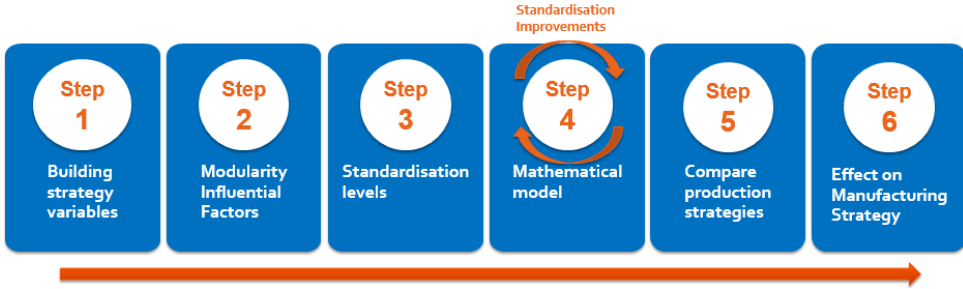 Standardisation
Improvements
Step
1
Building
strategy
variables
Step
2
Modularity
Influential
Factors
Step
3
Standardisation
levels
Step
4
Mathematical
model
Step
5
Compare
production
strategies
Step
6
Effect on
Manufacturing
Strategy